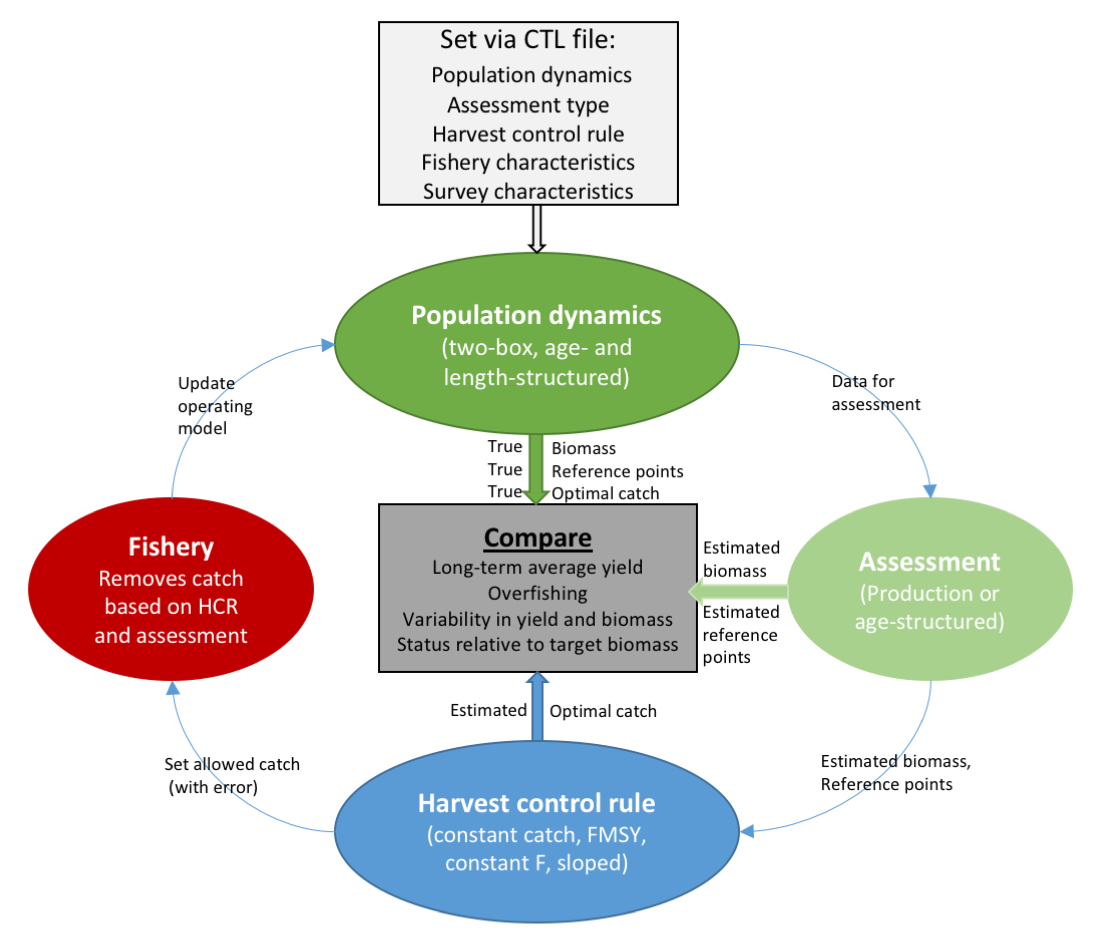 Set via CTL file:
Population dynamics
Assessment type
Harvest control rule
Fishery characteristics
Survey characteristics
Population dynamics
(two-box, age- and
length-structured)
Update
operating
model
Data for
assessment
True Biomass
True Reference points
True Optimal catch
Fishery
Removes catch
based on HCR
and assessment
Compare
Long-term average yield
Overfishing
Variability in yield and biomass
Status relative to target biomass
Estimated
biomass
Estimated
reference
points
Assessment
(Production or
age-structured)
Estimated Optimal catch
Set allowed catch
(with error)
Estimated biomass,
Reference points
Harvest control rule
(constant catch, FMSY,
constant F, sloped)